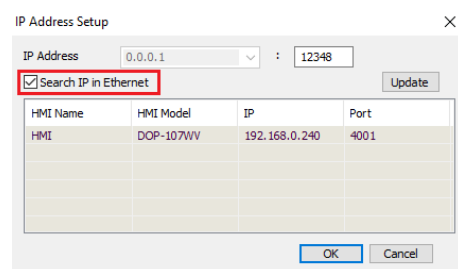 IP Address Setup
IP Address 0.0.0.1 : 12348
Search IP in Ethernet Update
HMI Name HMI Model IP Port
HMI DOP-107WV 192.168.0.240 4001
OK Cancel